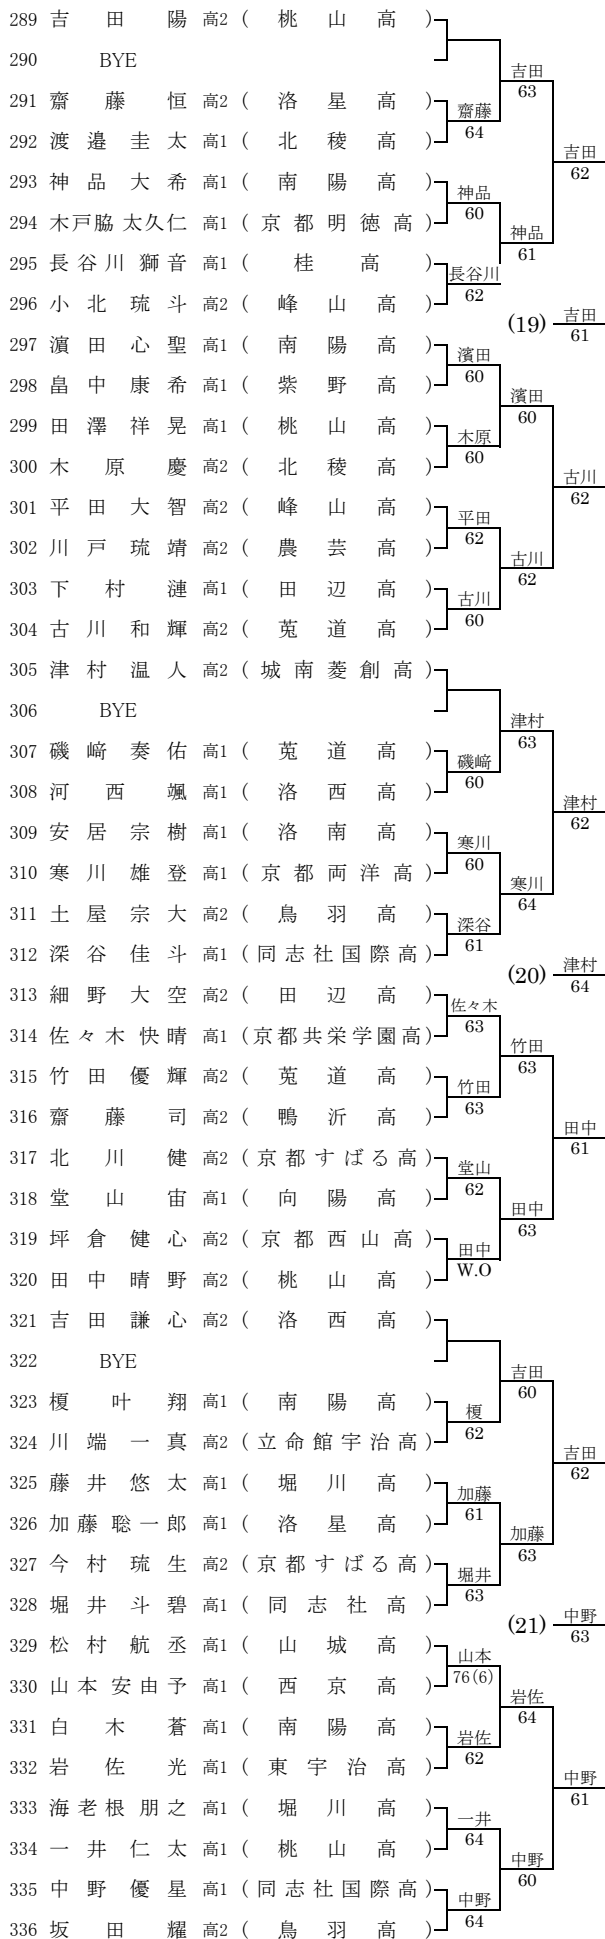 289 吉田陽 高2 (桃山高)
290 BYE
吉田
63
291 齋藤恒 高2 (洛星高)
齋藤
64
292 渡邉圭太 高1 (北稜高)
吉田
62
293 神品大希 高1 (南陽高)
神品
60
294 木戸脇太久仁 高1 (京都明徳高)
神品
61
295 長谷川獅音 高1 (桂高)
長谷川
62
296 小北琉斗 高2 (峰山高)
(19) 吉田
61
297 濵田心聖 高1 (南陽高)
濱田
60
298 畠中康希 高1 (紫野高)
濱田
60
299 田澤祥晃 高1 (桃山高)
木原
60
300 木原慶 高2 (北稜高)
古川
62
301 平田大智 高2 (峰山高)
平田
62
302 川戸琉靖 高2 (農芸高)
古川
62
303 下村漣 高1 (田辺高)
古川
60
304 古川和輝 高2 (莵道高)
305 津村温人 高2 (城南菱創高)
306 BYE
津村
63
307 磯﨑奏佑 高1 (莵道高)
磯﨑
60
308 河西颯 高1 (洛西高)
津村
62
309 安居宗樹 高1 (洛南高)
寒川
60
310 寒川雄登 高1 (京都両洋高)
寒川
64
311 土屋宗大 高2 (鳥羽高)
深谷
61
312 深谷佳斗 高1 (同志社国際高)
(20) 津村
64
313 細野大空 高2 (田辺高)
佐々木
63
314 佐々木快晴 高1 (京都共栄学園高)
竹田
63
315 竹田優輝 高2 (莵道高)
竹田
63
316 齋藤司 高2 (鴨沂高)
田中
61
317 北川健 高2 (京都すばる高)
堂山
62
318 堂山宙 高1 (向陽高)
田中
63
319 坪倉健心 高2 (京都西山高)
田中
W.O
320 田中晴野 高2 (桃山高)
321 吉田謙心 高2 (洛西高)
322 BYE
吉田
60
323 榎叶翔 高1 (南陽高)
榎
62
324 川端一真 高2 (立命館宇治高)
吉田
62
325 藤井悠太 高1 (堀川高)
加藤
61
326 加藤聡一郎 高1 (洛星高)
加藤
63
327 今村琉生 高2 (京都すばる高)
堀井
63
328 堀井斗碧 高1 (同志社高)
(21) 中野
63
329 松村航丞 高1 (山城高)
山本
76(6)
330 山本安由予 高1 (西京高)
岩佐
64
331 白木蒼 高1 (南陽高)
岩佐
62
332 岩佐光 高1 (東宇治高)
中野
61
333 海老根朋之 高1 (堀川高)
一井
64
334 一井仁太 高1 (桃山高)
中野
60
335 中野優星 高1 (同志社国際高)
中野
64
336 坂田耀 高2 (鳥羽高)